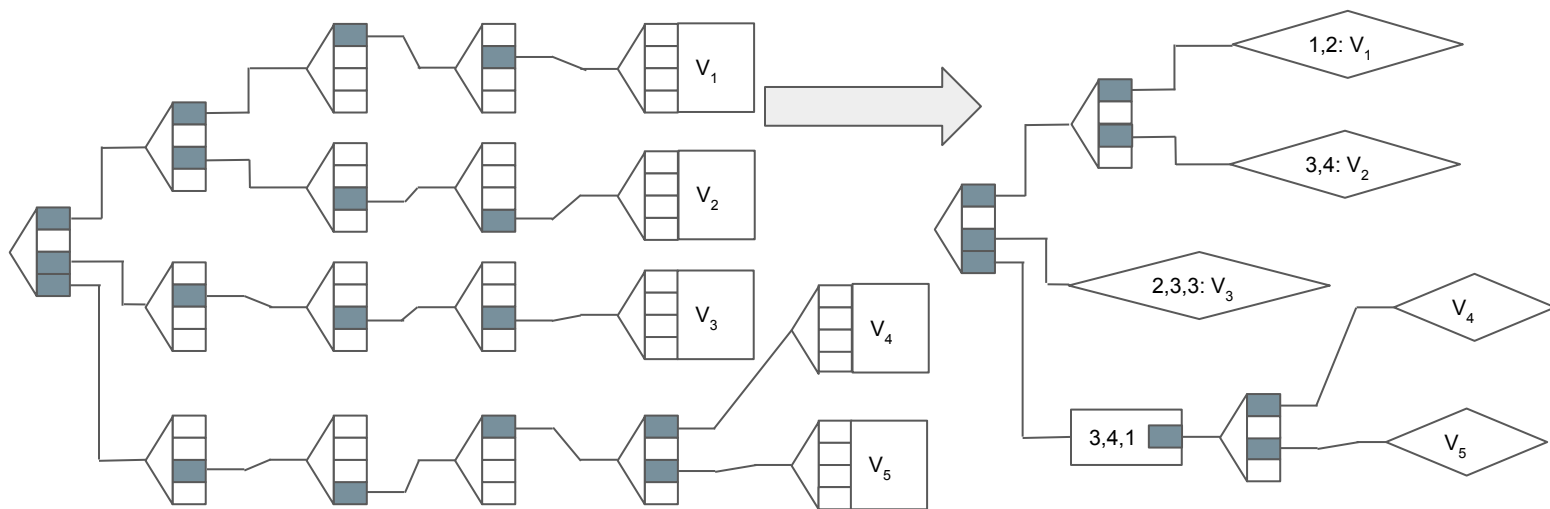 V₁
V₂
V₃
V₄
V₅
1,2: V₁
3,4: V₂
2,3,3: V₃
V₄
3,4,1
V₅